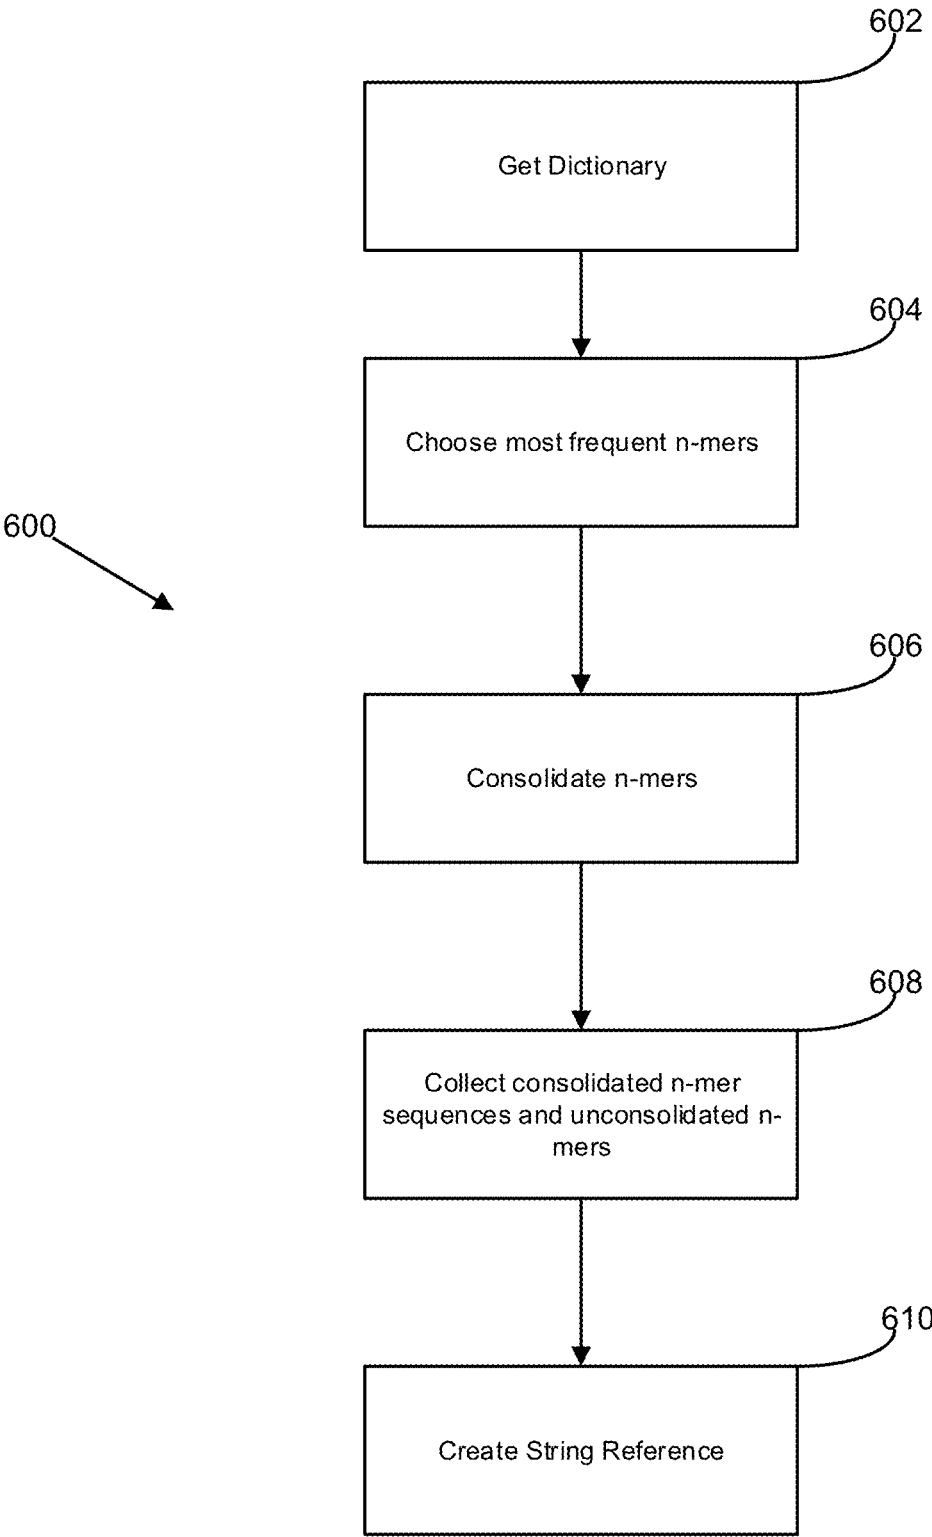 602
Get Dictionary
604
Choose most frequent n-mers
600
606
Consolidate n-mers
608
Collect consolidated n-mer
sequences and unconsolidated n-
mers
610
Create String Reference